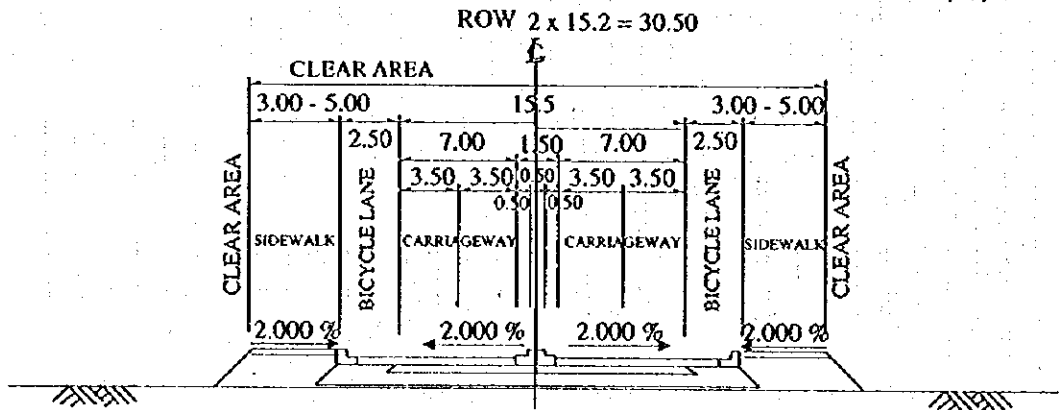 ROW 2 x 15.2 = 30.50
℄
CLEAR AREA
3.00 - 5.00 15.5 3.00 - 5.00
2.50 7.00 1.50 7.00 2.50
3.50 3.50 0.50 3.50 3.50
0.50 0.50
CLEAR AREA
SIDEWALK
BICYCLE LANE
CARRIAGEWAY
CARRIAGEWAY
BICYCLE LANE
SIDEWALK
CLEAR AREA
2.000 % 2.000 % 2.000 % 2.000 %